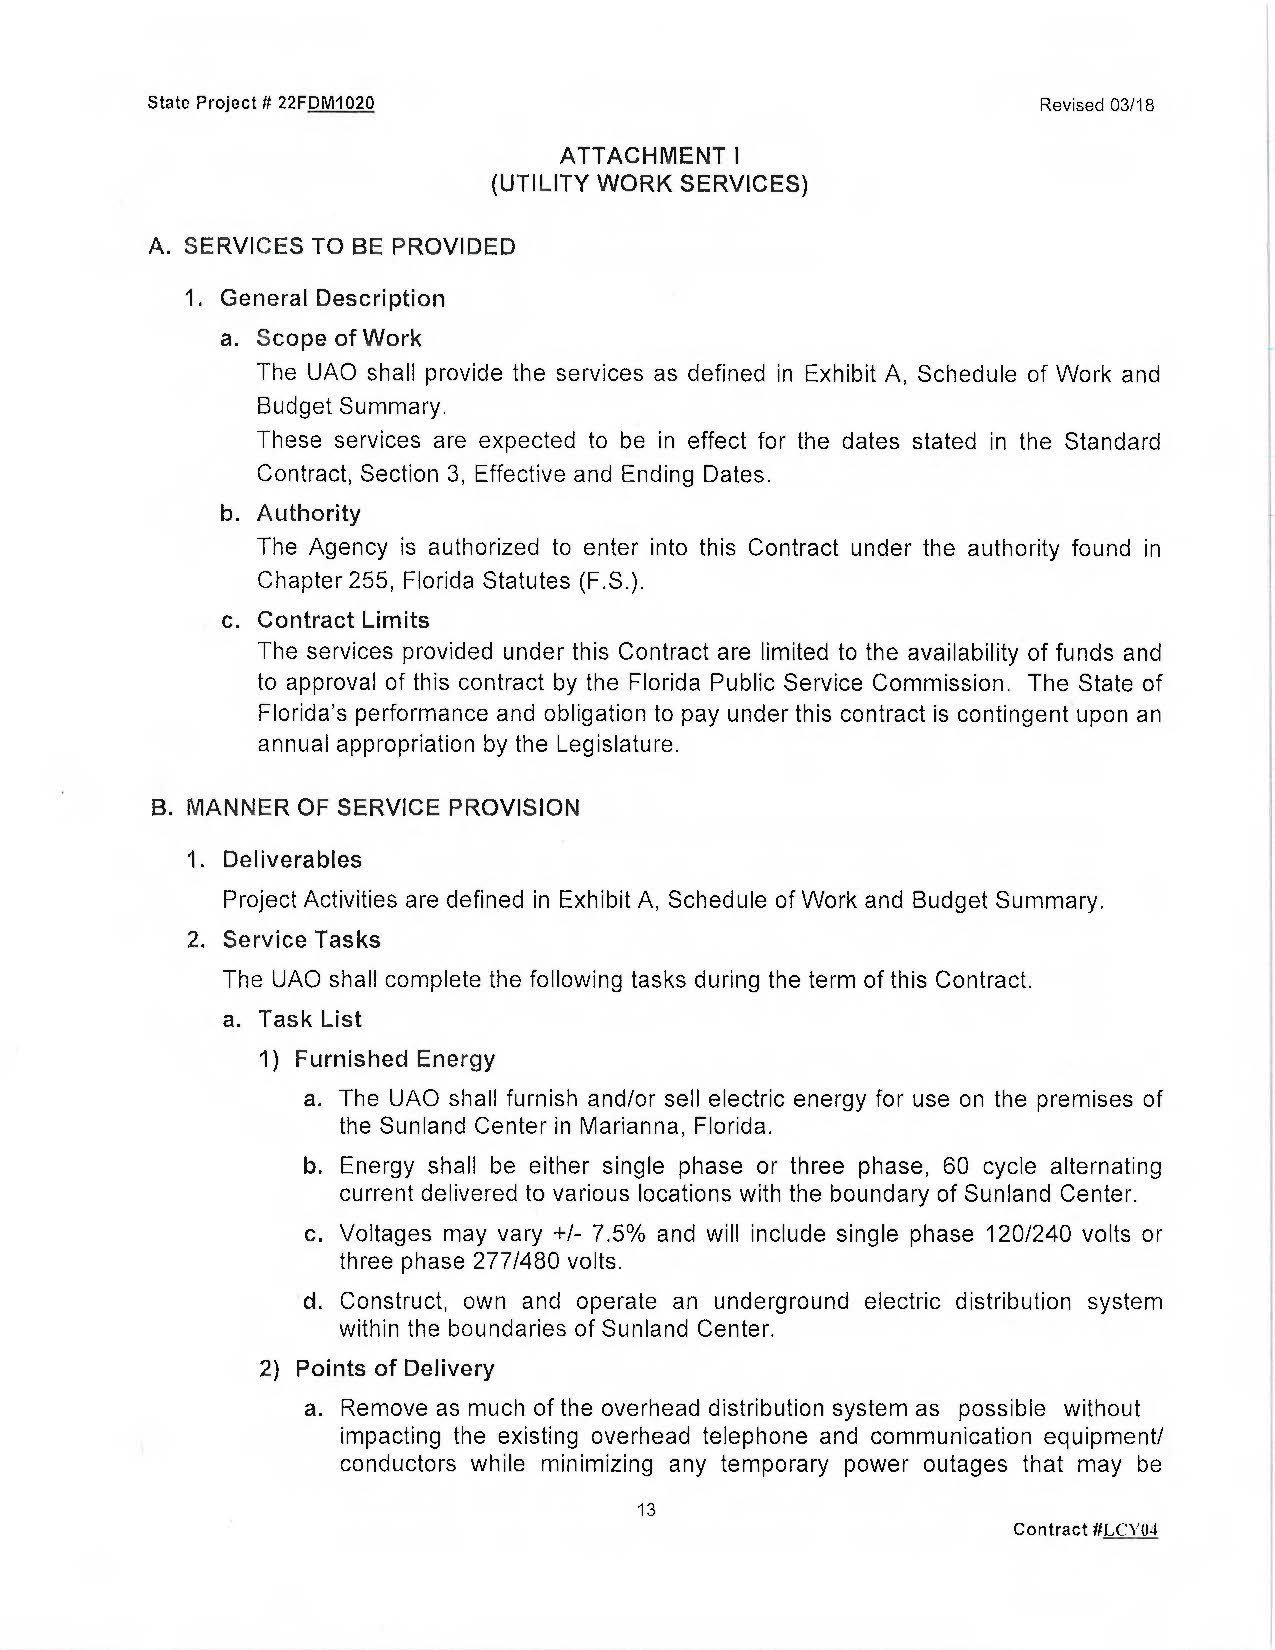 State Project # 22FDM1020
Revised 03/18
ATTACHMENT I
(UTILITY WORK SERVICES)
A. SERVICES TO BE PROVIDED
1. General Description
a. Scope of Work
The UAO shall provide the services as defined in Exhibit A, Schedule of Work and
Budget Summary.
These services are expected to be in effect for the dates stated in the Standard
Contract, Section 3, Effective and Ending Dates.
b. Authority
The Agency is authorized to enter into this Contract under the authority found in
Chapter 255, Florida Statutes (F.S.).
c. Contract Limits
The services provided under this Contract are limited to the availability of funds and
to approval of this contract by the Florida Public Service Commission. The State of
Florida's performance and obligation to pay under this contract is contingent upon an
annual appropriation by the Legislature.
B. MANNER OF SERVICE PROVISION
1. Deliverables
Project Activities are defined in Exhibit A, Schedule of Work and Budget Summary.
2. Service Tasks
The UAO shall complete the following tasks during the term of this Contract.
a. Task List
1) Furnished Energy
a. The UAO shall furnish and/or sell electric energy for use on the premises of
the Sunland Center in Marianna, Florida.
b. Energy shall be either single phase or three phase, 60 cycle alternating
current delivered to various locations with the boundary of Sunland Center.
c. Voltages may vary +/- 7.5% and will include single phase 120/240 volts or
three phase 277/480 volts.
d. Construct, own and operate an underground electric distribution system
within the boundaries of Sunland Center.
2) Points of Delivery
a. Remove as much of the overhead distribution system as possible without
impacting the existing overhead telephone and communication equipment/
conductors while minimizing any temporary power outages that may be
13
Contract #LCY04